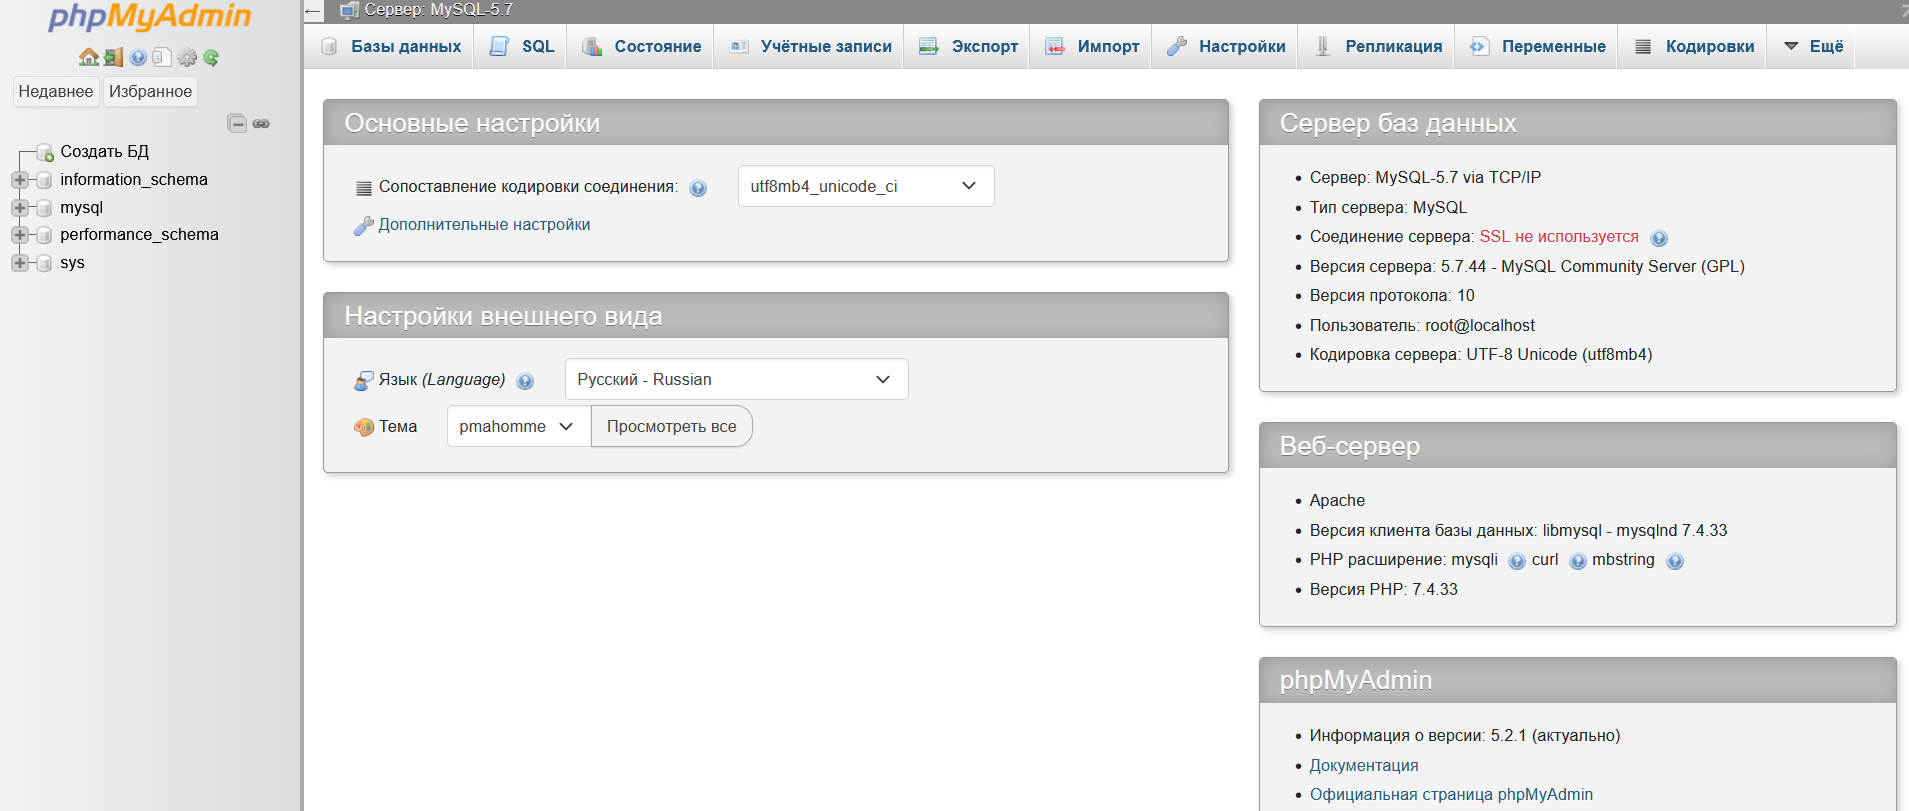 phpMyAdmin
Недавнее Избранное
Создать БД
information_schema
mysql
performance_schema
sys
← Сервер: MySQL-5.7
Базы данных SQL Состояние Учётные записи Экспорт Импорт Настройки Репликация Переменные Кодировки Ещё
Основные настройки
Сопоставление кодировки соединения: utf8mb4_unicode_ci
Дополнительные настройки
Настройки внешнего вида
Язык (Language) Русский - Russian
Тема pmahomme Просмотреть все
Сервер баз данных
• Сервер: MySQL-5.7 via TCP/IP
• Тип сервера: MySQL
• Соединение сервера: SSL не используется
• Версия сервера: 5.7.44 - MySQL Community Server (GPL)
• Версия протокола: 10
• Пользователь: root@localhost
• Кодировка сервера: UTF-8 Unicode (utf8mb4)
Веб-сервер
• Apache
• Версия клиента базы данных: libmysql - mysqlnd 7.4.33
• PHP расширение: mysqli curl mbstring
• Версия PHP: 7.4.33
phpMyAdmin
• Информация о версии: 5.2.1 (актуально)
• Документация
• Официальная страница phpMyAdmin